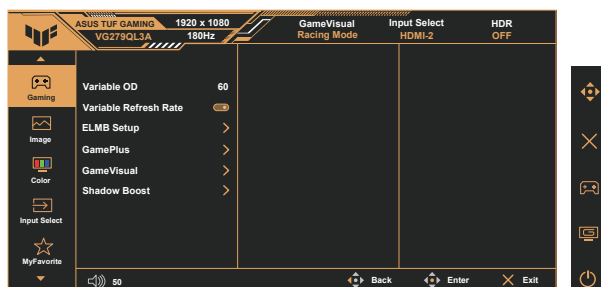 ASUS TUF GAMING 1920 x 1080 GameVisual Input Select HDR
VG279QL3A 180Hz Racing Mode HDMI-2 OFF
Gaming
Image
Color
Input Select
MyFavorite
Variable OD 60
Variable Refresh Rate
ELMB Setup
GamePlus
GameVisual
Shadow Boost
50 Back Enter Exit